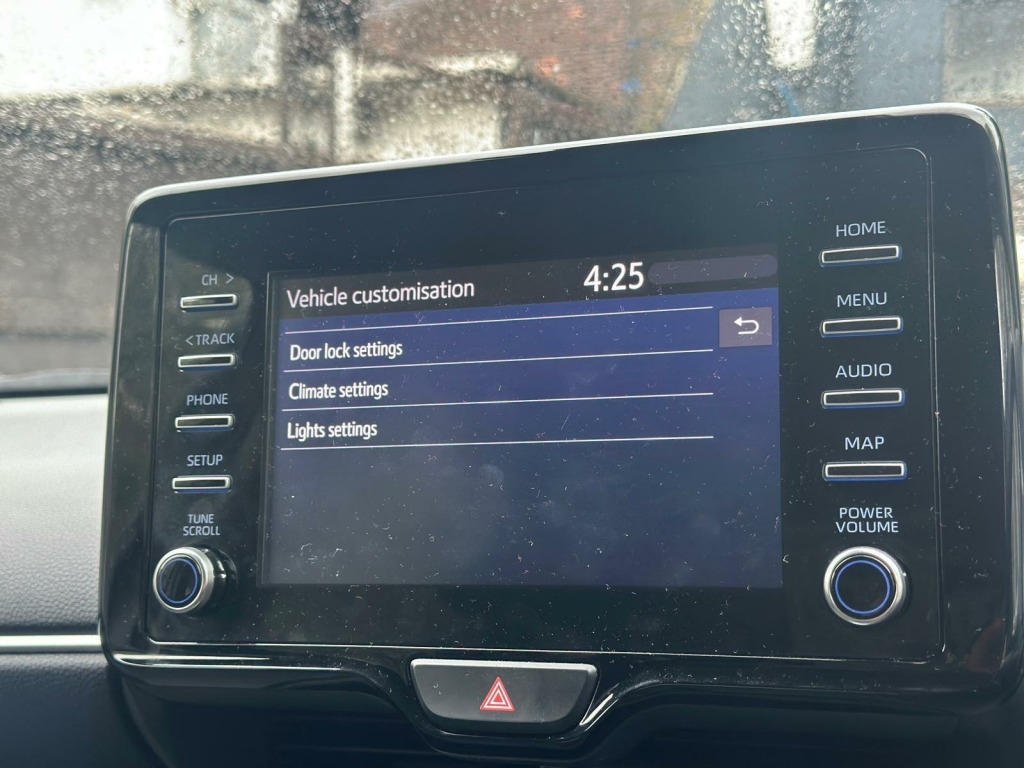 Vehicle customisation
4:25
Door lock settings
Climate settings
Lights settings
CH >
< TRACK
PHONE
SETUP
TUNE
SCROLL
HOME
MENU
AUDIO
MAP
POWER
VOLUME